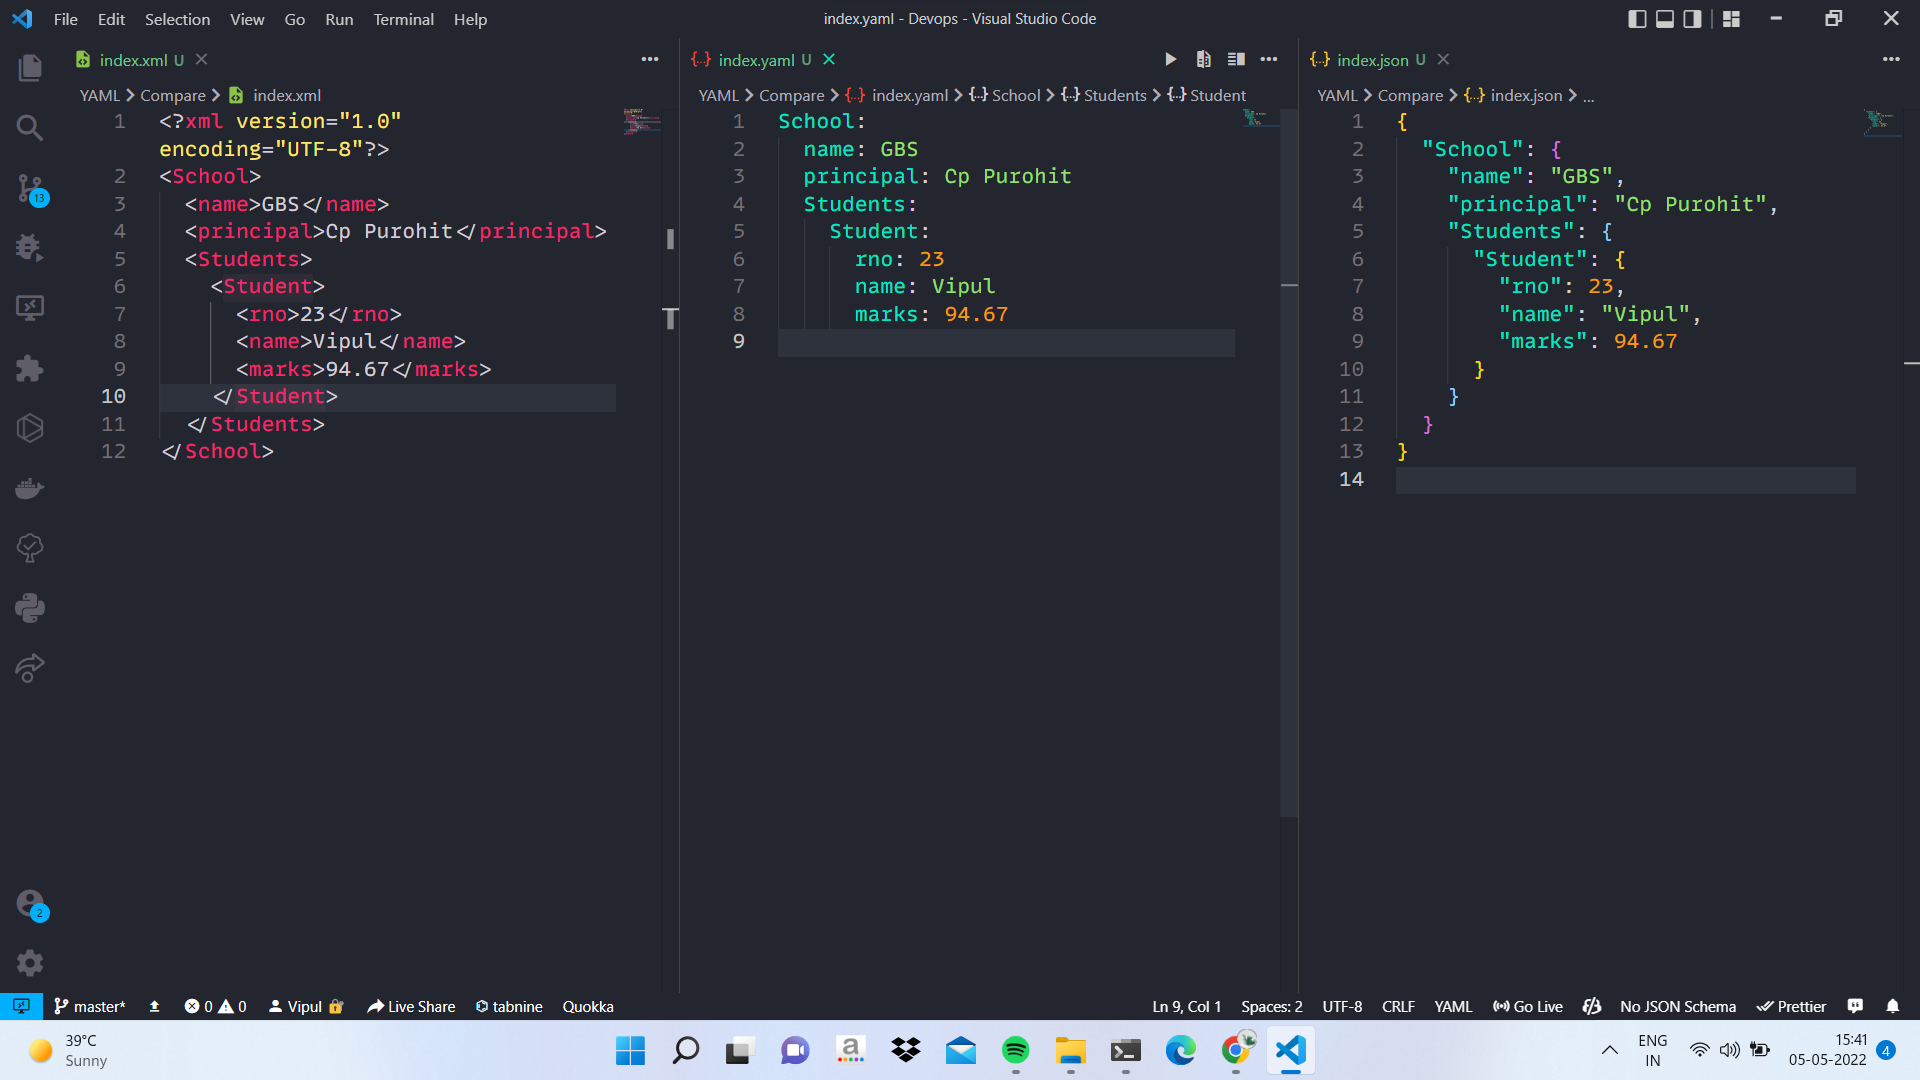 File Edit Selection View Go Run Terminal Help
index.yaml - Devops - Visual Studio Code
index.xml U
YAML > Compare > index.xml
1 <?xml version="1.0"
encoding="UTF-8"?>
2 <School>
3 <name>GBS</name>
4 <principal>Cp Purohit</principal>
5 <Students>
6 <Student>
7 <rno>23</rno>
8 <name>Vipul</name>
9 <marks>94.67</marks>
10 </Student>
11 </Students>
12 </School>
index.yaml U
YAML > Compare > {..} index.yaml > {..} School > {..} Students > {..} Student
1 School:
2 name: GBS
3 principal: Cp Purohit
4 Students:
5 Student:
6 rno: 23
7 name: Vipul
8 marks: 94.67
9
index.json U
YAML > Compare > {..} index.json > ...
1 {
2 "School": {
3 "name": "GBS",
4 "principal": "Cp Purohit",
5 "Students": {
6 "Student": {
7 "rno": 23,
8 "name": "Vipul",
9 "marks": 94.67
10 }
11 }
12 }
13 }
14
13
2
master* 0 0 Vipul Live Share tabnine Quokka
Ln 9, Col 1 Spaces: 2 UTF-8 CRLF YAML Go Live No JSON Schema Prettier
39°C
Sunny
a
ENG
IN
15:41
05-05-2022
4